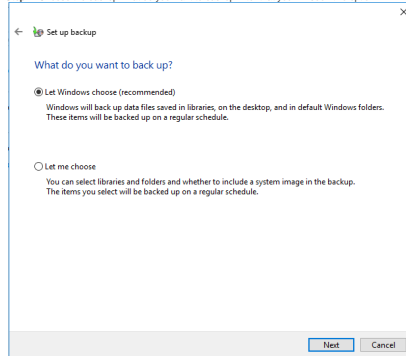 Set up backup
What do you want to back up?
Let Windows choose (recommended)
Windows will back up data files saved in libraries, on the desktop, and in default Windows folders.
These items will be backed up on a regular schedule.
Let me choose
You can select libraries and folders and whether to include a system image in the backup.
The items you select will be backed up on a regular schedule.
Next Cancel